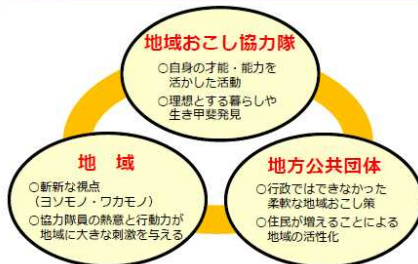 地域おこし協力隊
○自身の才能・能力を
活かした活動
○理想とする暮らしや
生き甲斐発見
地　域
○斬新な視点
（ヨソモノ・ワカモノ）
○協力隊員の熱意と行動力が
地域に大きな刺激を与える
地方公共団体
○行政ではできなかった
柔軟な地域おこし策
○住民が増えることによる
地域の活性化